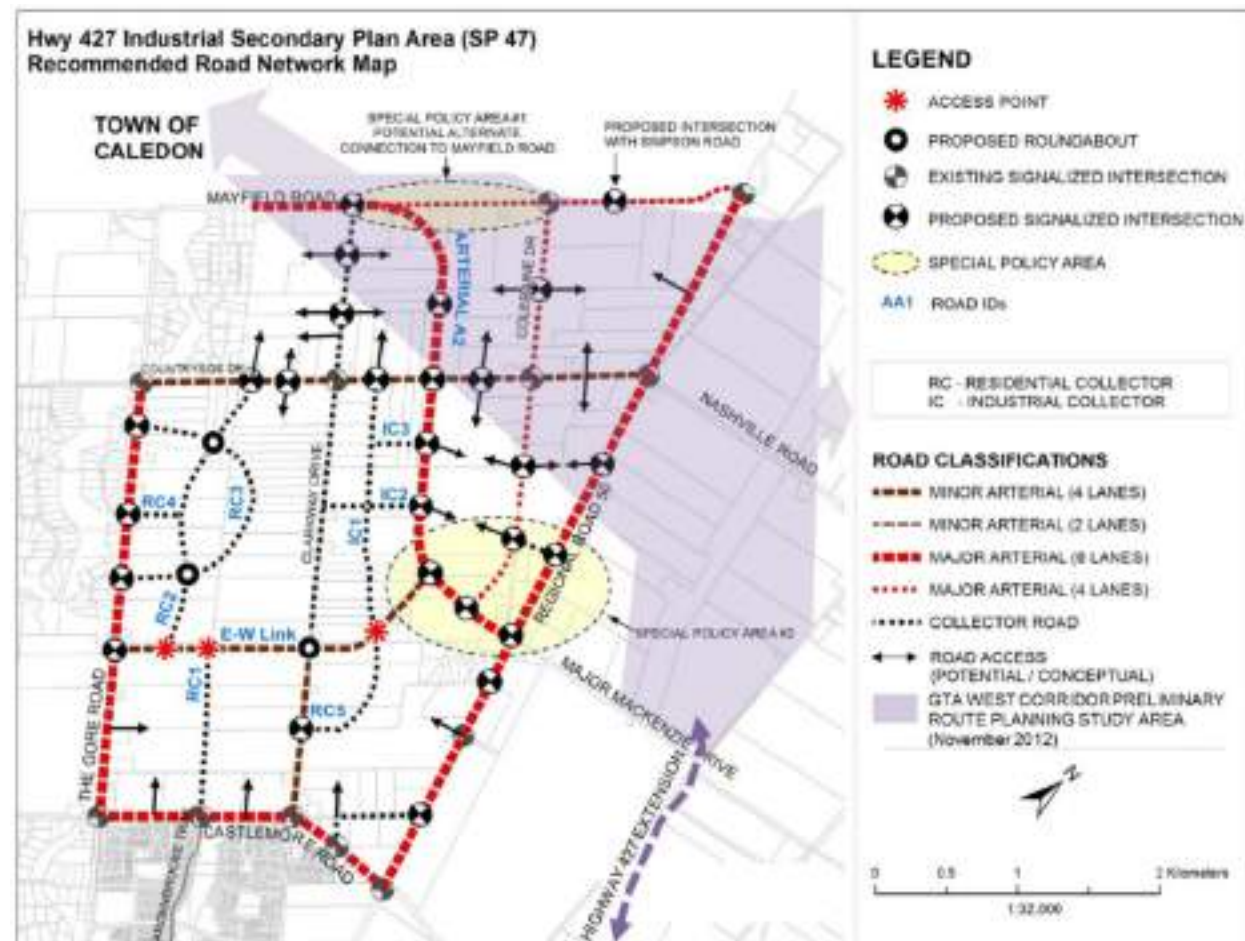 Hwy 427 Industrial Secondary Plan Area (SP 47)
Recommended Road Network Map
TOWN OF
CALEDON
SPECIAL POLICY AREA #1
POTENTIAL ALTERNATE
CONNECTION TO MAYFIELD ROAD
PROPOSED INTERSECTION
WITH SIMPSON ROAD
MAYFIELD ROAD
ARTERIAL A2
COLERAINE DR
COUNTRYSIDE DR
NASHVILLE ROAD
CLARKWAY DRIVE
IC3
IC2
IC1
RC4
RC3
RC2
REGIONAL ROAD 50
E-W Link
SPECIAL POLICY AREA #2
RC1
RC5
MAJOR MACKENZIE DRIVE
THE GORE ROAD
CASTLEMORE ROAD
HIGHWAY 427 EXTENSION
LEGEND
ACCESS POINT
PROPOSED ROUNDABOUT
EXISTING SIGNALIZED INTERSECTION
PROPOSED SIGNALIZED INTERSECTION
SPECIAL POLICY AREA
AA1 ROAD IDs
RC - RESIDENTIAL COLLECTOR
IC - INDUSTRIAL COLLECTOR
ROAD CLASSIFICATIONS
MINOR ARTERIAL (4 LANES)
MINOR ARTERIAL (2 LANES)
MAJOR ARTERIAL (6 LANES)
MAJOR ARTERIAL (4 LANES)
COLLECTOR ROAD
ROAD ACCESS
(POTENTIAL / CONCEPTUAL)
GTA WEST CORRIDOR PRELIMINARY
ROUTE PLANNING STUDY AREA
(November 2012)
N
0 0.5 1 2 Kilometers
1:32,000